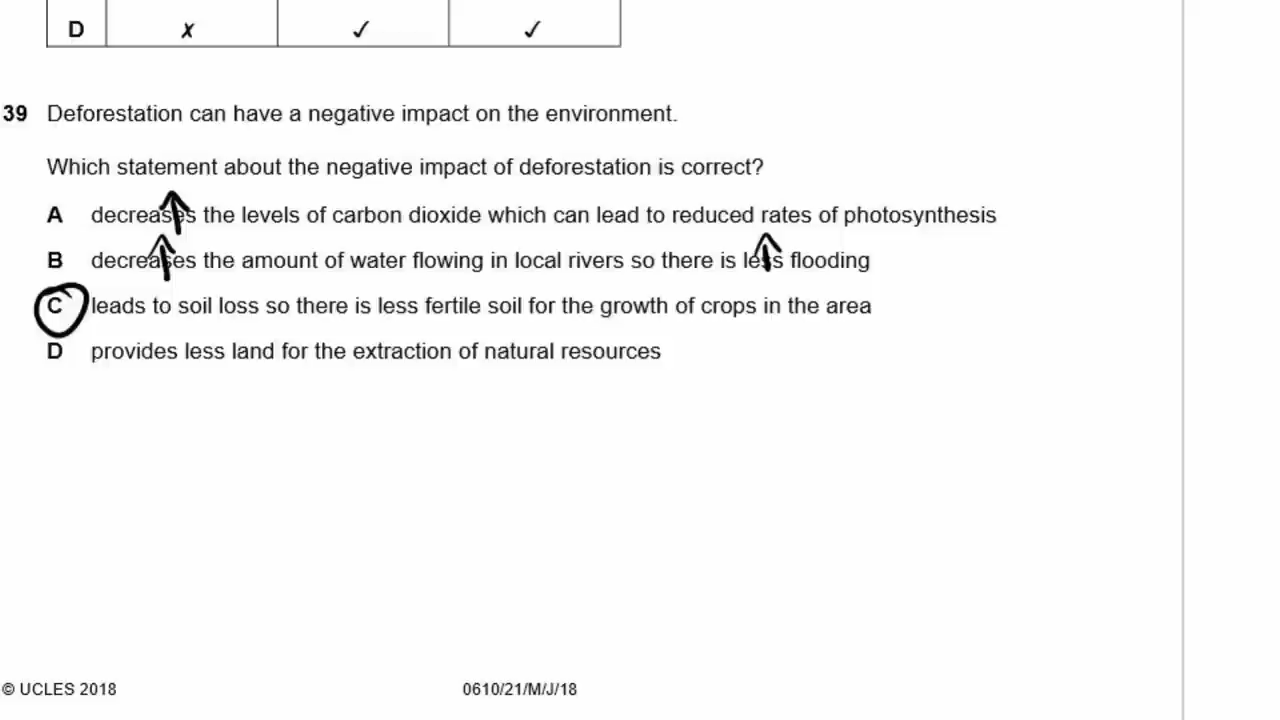 D ✗ ✓ ✓
39 Deforestation can have a negative impact on the environment.
Which statement about the negative impact of deforestation is correct?
A decreases the levels of carbon dioxide which can lead to reduced rates of photosynthesis
B decreases the amount of water flowing in local rivers so there is less flooding
C leads to soil loss so there is less fertile soil for the growth of crops in the area
D provides less land for the extraction of natural resources
© UCLES 2018 0610/21/M/J/18